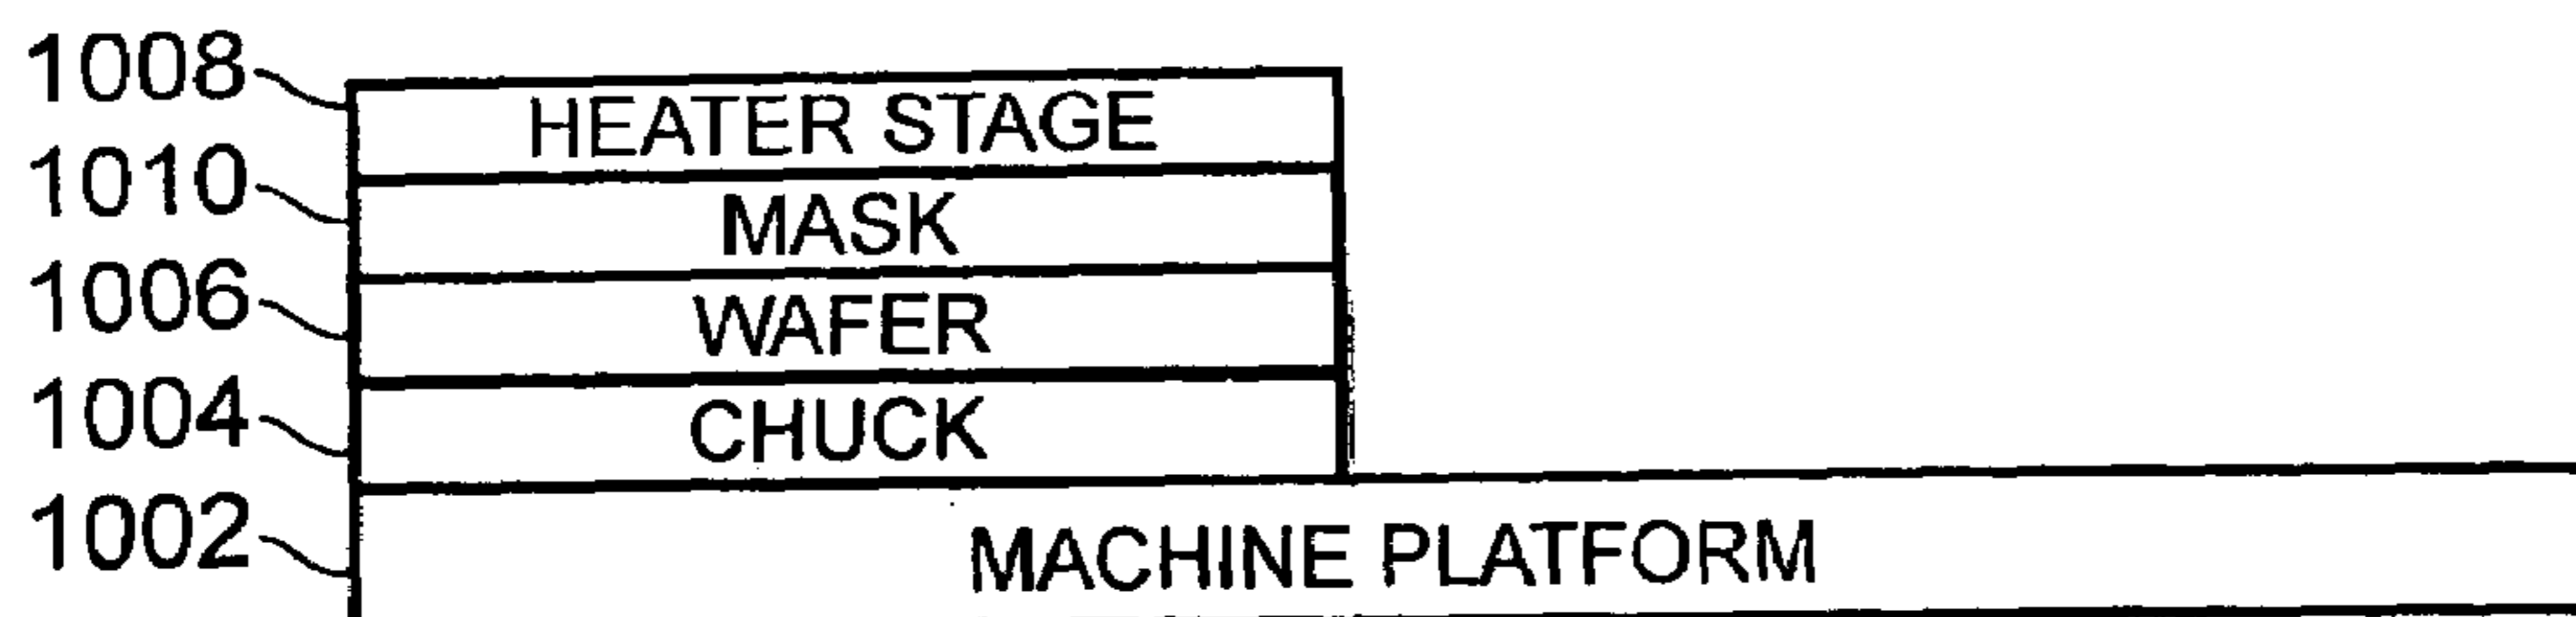 1008 HEATER STAGE
1010 MASK
1006 WAFER
1004 CHUCK
1002 MACHINE PLATFORM